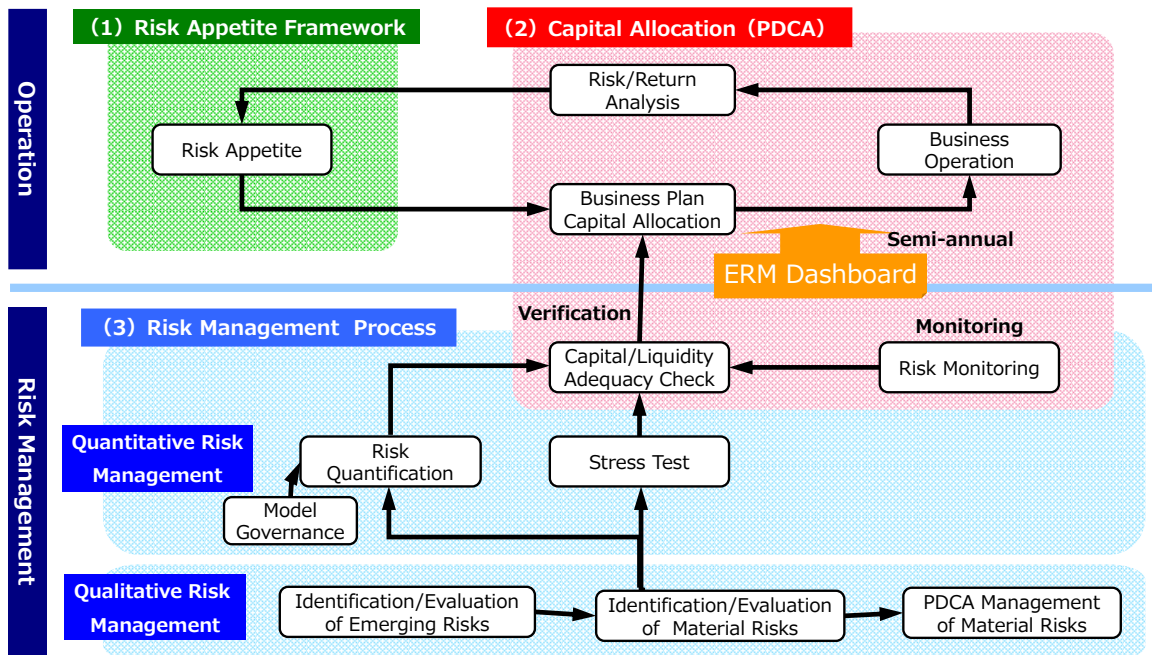 （1）Risk Appetite Framework
（2）Capital Allocation（PDCA）
Operation
Risk/Return
Analysis
Risk Appetite
Business
Operation
Business Plan
Capital Allocation
Semi-annual
ERM Dashboard
Verification
（3）Risk Management Process
Monitoring
Risk Management
Capital/Liquidity
Adequacy Check
Risk Monitoring
Quantitative Risk
Management
Risk
Quantification
Stress Test
Model
Governance
Qualitative Risk
Management
Identification/Evaluation
of Emerging Risks
Identification/Evaluation
of Material Risks
PDCA Management
of Material Risks